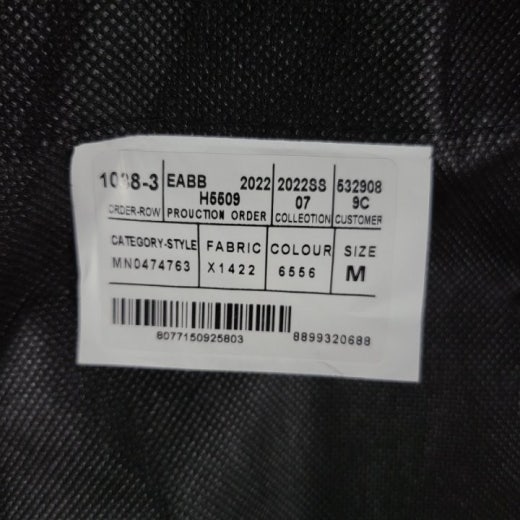 1038-3 EABB 2022 2022SS 532908
H5509 07 9C
ORDER-ROW PROUCTION ORDER COLLEOTION CUSTOMER
CATEGORY-STYLE FABRIC COLOUR SIZE
MN0474763 X1422 6556 M
8077150925803 8899320688